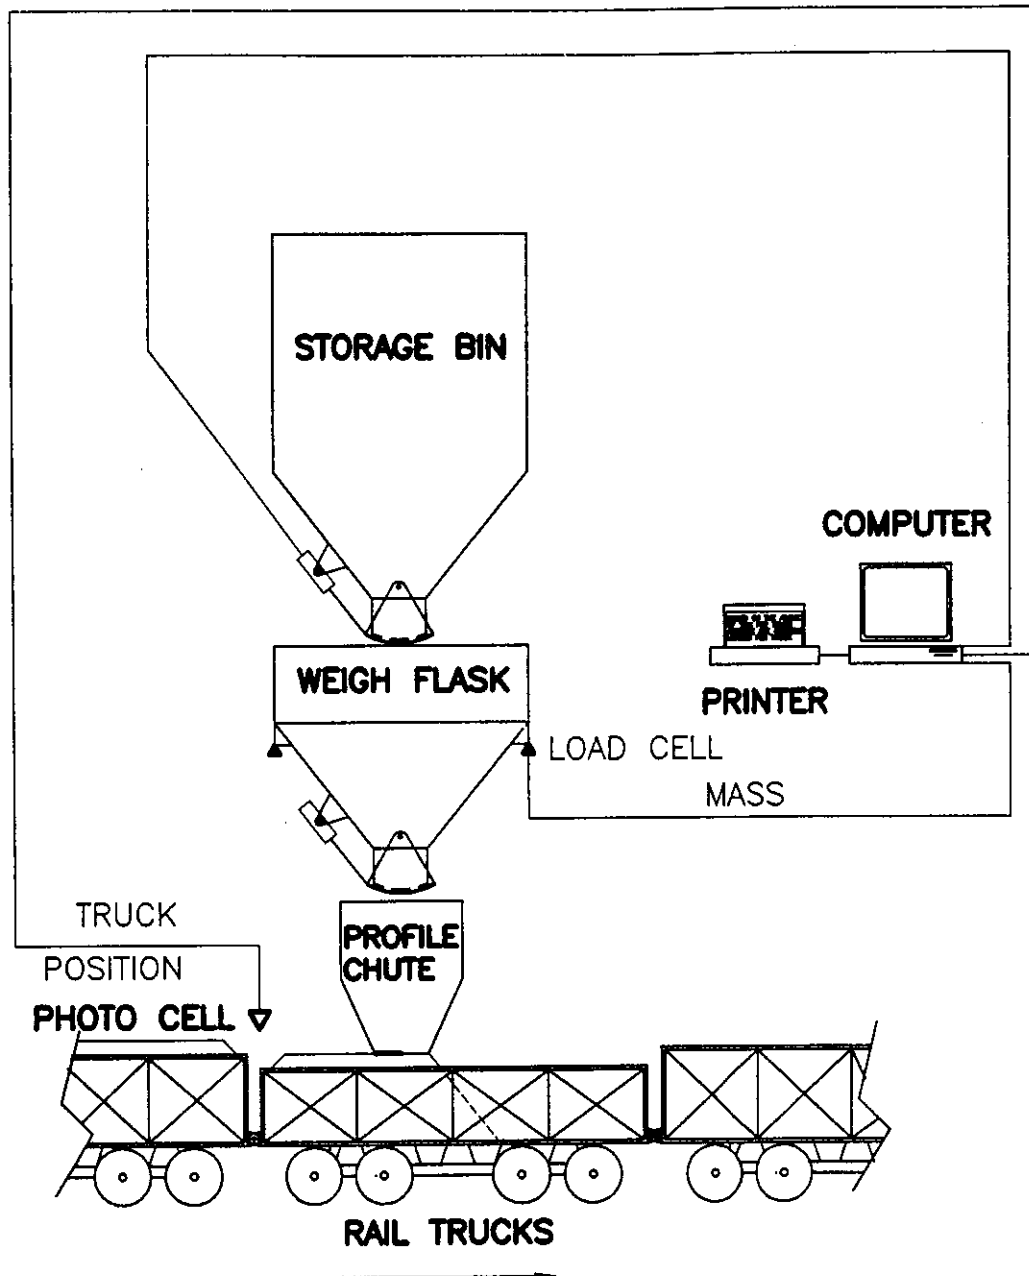 STORAGE BIN
COMPUTER
WEIGH FLASK
PRINTER
LOAD CELL
MASS
TRUCK
POSITION
PROFILE
CHUTE
PHOTO CELL
RAIL TRUCKS